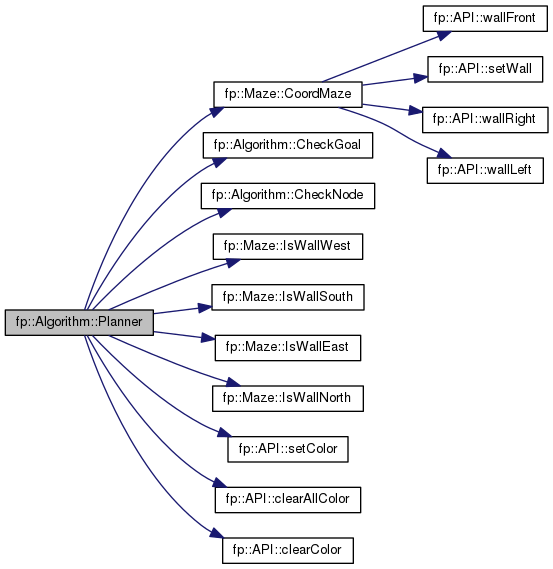 fp::API::wallFront
fp::API::setWall
fp::Maze::CoordMaze
fp::API::wallRight
fp::Algorithm::CheckGoal
fp::API::wallLeft
fp::Algorithm::CheckNode
fp::Maze::IsWallWest
fp::Maze::IsWallSouth
fp::Algorithm::Planner
fp::Maze::IsWallEast
fp::Maze::IsWallNorth
fp::API::setColor
fp::API::clearAllColor
fp::API::clearColor